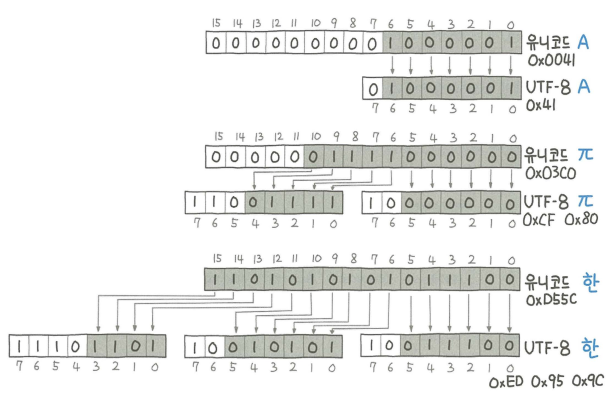 15 14 13 12 11 10 9 8 7 6 5 4 3 2 1 0
0 0 0 0 0 0 0 0 0 1 0 0 0 0 0 1 유니코드 A
0x0041
0 1 0 0 0 0 0 1 UTF-8 A
7 6 5 4 3 2 1 0 0x41
15 14 13 12 11 10 9 8 7 6 5 4 3 2 1 0
0 0 0 0 0 0 1 1 1 1 0 0 0 0 0 0 유니코드 π
0x03C0
1 1 0 0 1 1 1 1 1 0 0 0 0 0 0 0 UTF-8 π
7 6 5 4 3 2 1 0 7 6 5 4 3 2 1 0 0xCF 0x80
15 14 13 12 11 10 9 8 7 6 5 4 3 2 1 0
1 1 0 1 0 1 0 1 0 1 0 1 1 1 0 0 유니코드 한
0xD55C
1 1 1 0 1 1 0 1 1 0 0 1 0 1 0 1 1 0 0 1 1 1 0 0 UTF-8 한
7 6 5 4 3 2 1 0 7 6 5 4 3 2 1 0 7 6 5 4 3 2 1 0
0xED 0x95 0x9C